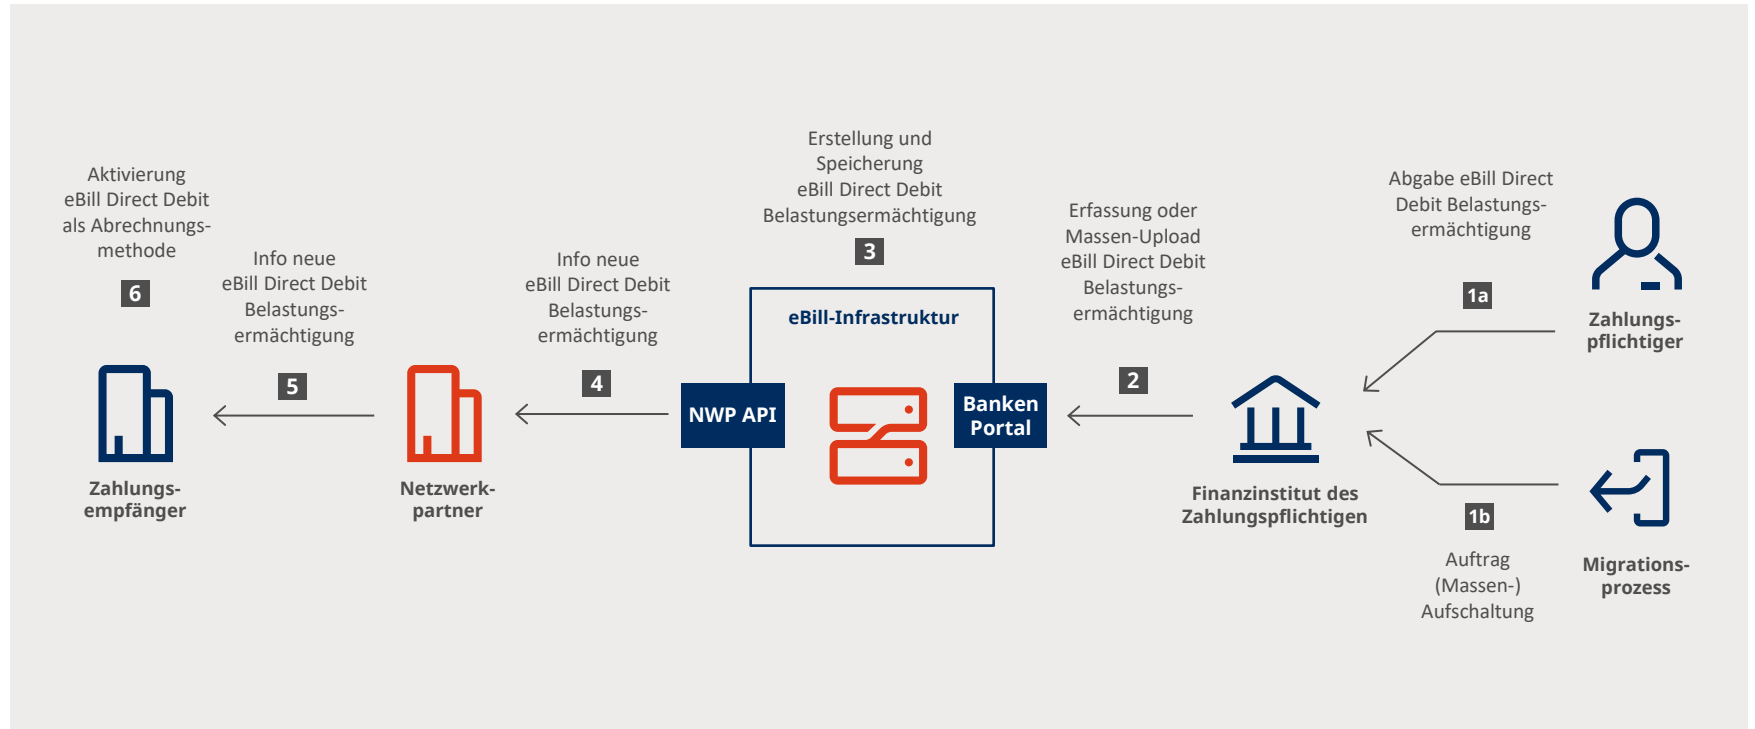 Aktivierung
eBill Direct Debit
als Abrechnungs-
methode
6
Zahlungs-
empfänger
Info neue
eBill Direct Debit
Belastungs-
ermächtigung
5
Netzwerk-
partner
Info neue
eBill Direct Debit
Belastungs-
ermächtigung
4
Erstellung und
Speicherung
eBill Direct Debit
Belastungsermächtigung
3
eBill-Infrastruktur
NWP API
Banken
Portal
Erfassung oder
Massen-Upload
eBill Direct Debit
Belastungs-
ermächtigung
2
Finanzinstitut des
Zahlungspflichtigen
Abgabe eBill Direct
Debit Belastungs-
ermächtigung
1a
Zahlungs-
pflichtiger
1b
Auftrag
(Massen-)
Aufschaltung
Migrations-
prozess